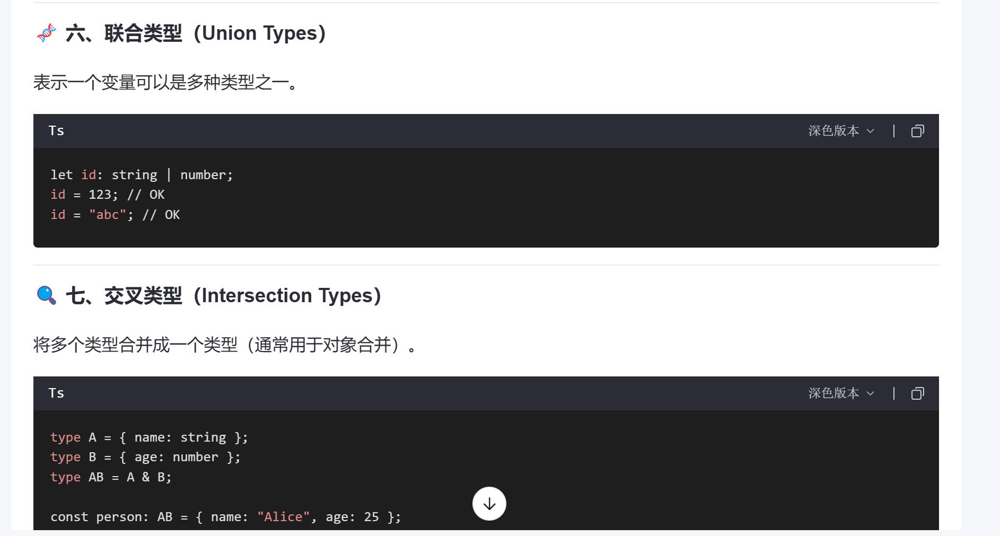 六、联合类型（Union Types）
表示一个变量可以是多种类型之一。
Ts 深色版本
let id: string | number;
id = 123; // OK
id = "abc"; // OK
七、交叉类型（Intersection Types）
将多个类型合并成一个类型（通常用于对象合并）。
Ts 深色版本
type A = { name: string };
type B = { age: number };
type AB = A & B;
const person: AB = { name: "Alice", age: 25 };